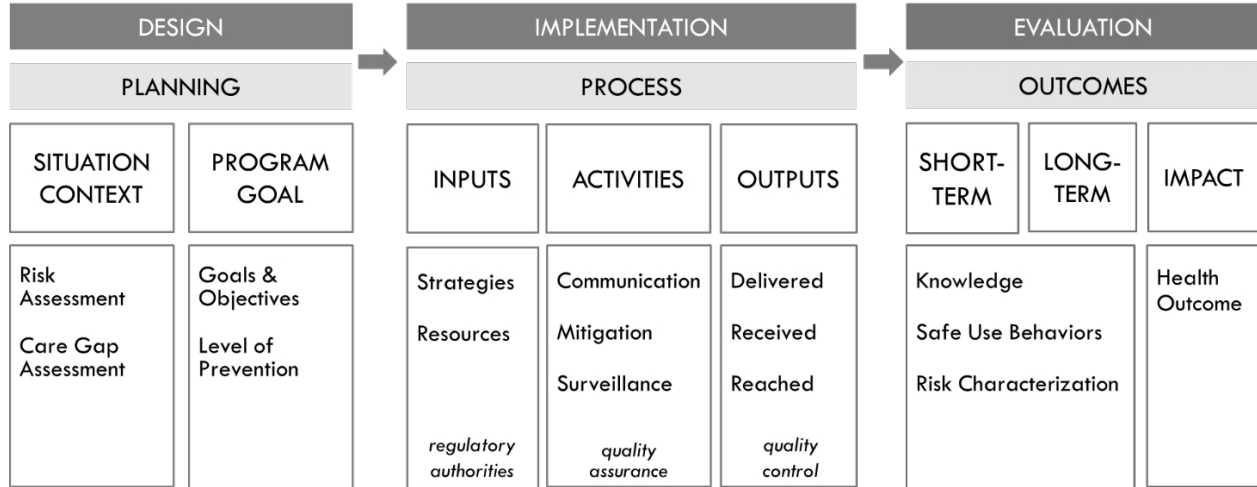 DESIGN
IMPLEMENTATION
EVALUATION
PLANNING
PROCESS
OUTCOMES
SITUATION
CONTEXT
PROGRAM
GOAL
INPUTS
ACTIVITIES
OUTPUTS
SHORT-
TERM
LONG-
TERM
IMPACT
Risk
Assessment
Care Gap
Assessment
Goals &
Objectives
Level of
Prevention
Strategies
Resources
regulatory
authorities
Communication
Mitigation
Surveillance
quality
assurance
Delivered
Received
Reached
quality
control
Knowledge
Safe Use Behaviors
Risk Characterization
Health
Outcome